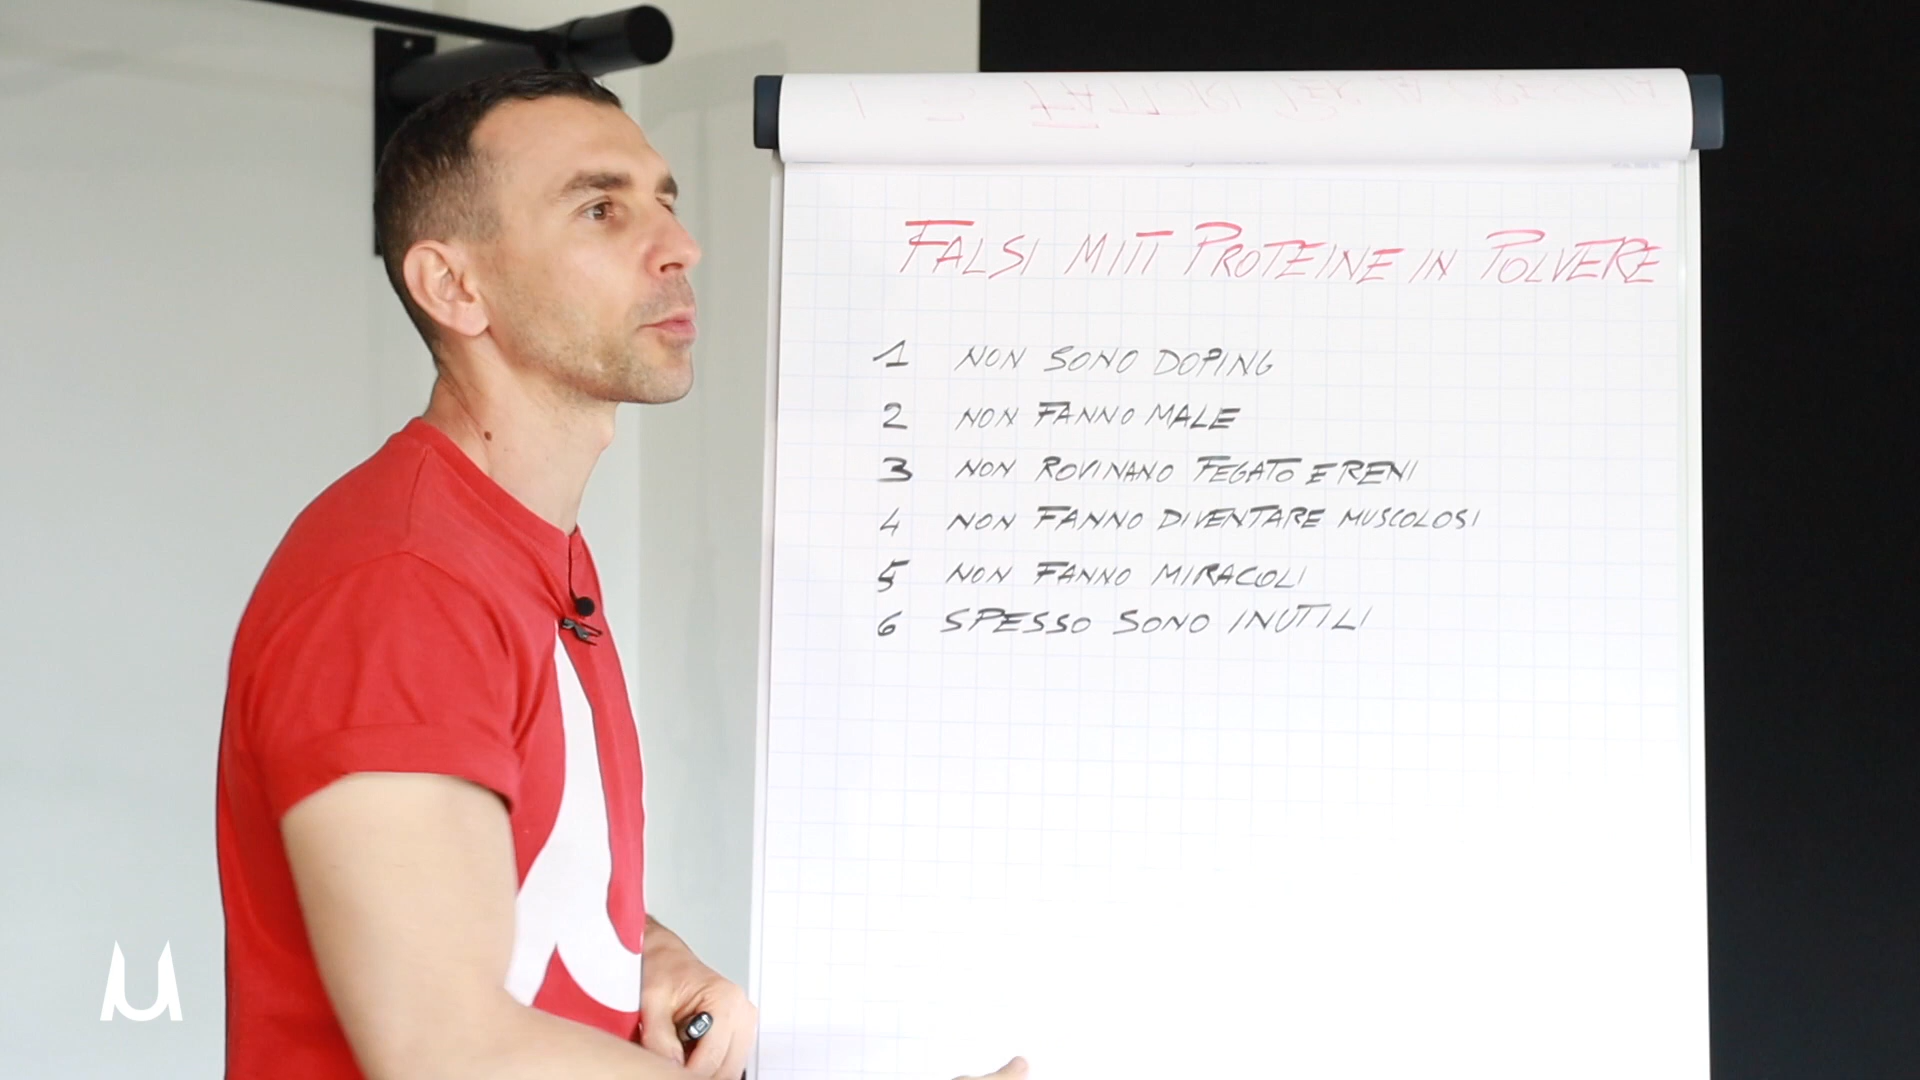 FALSI MITI PROTEINE IN POLVERE
1 NON SONO DOPING
2 NON FANNO MALE
3 NON ROVINANO FEGATO E RENI
4 NON FANNO DIVENTARE MUSCOLOSI
5 NON FANNO MIRACOLI
6 SPESSO SONO INUTILI